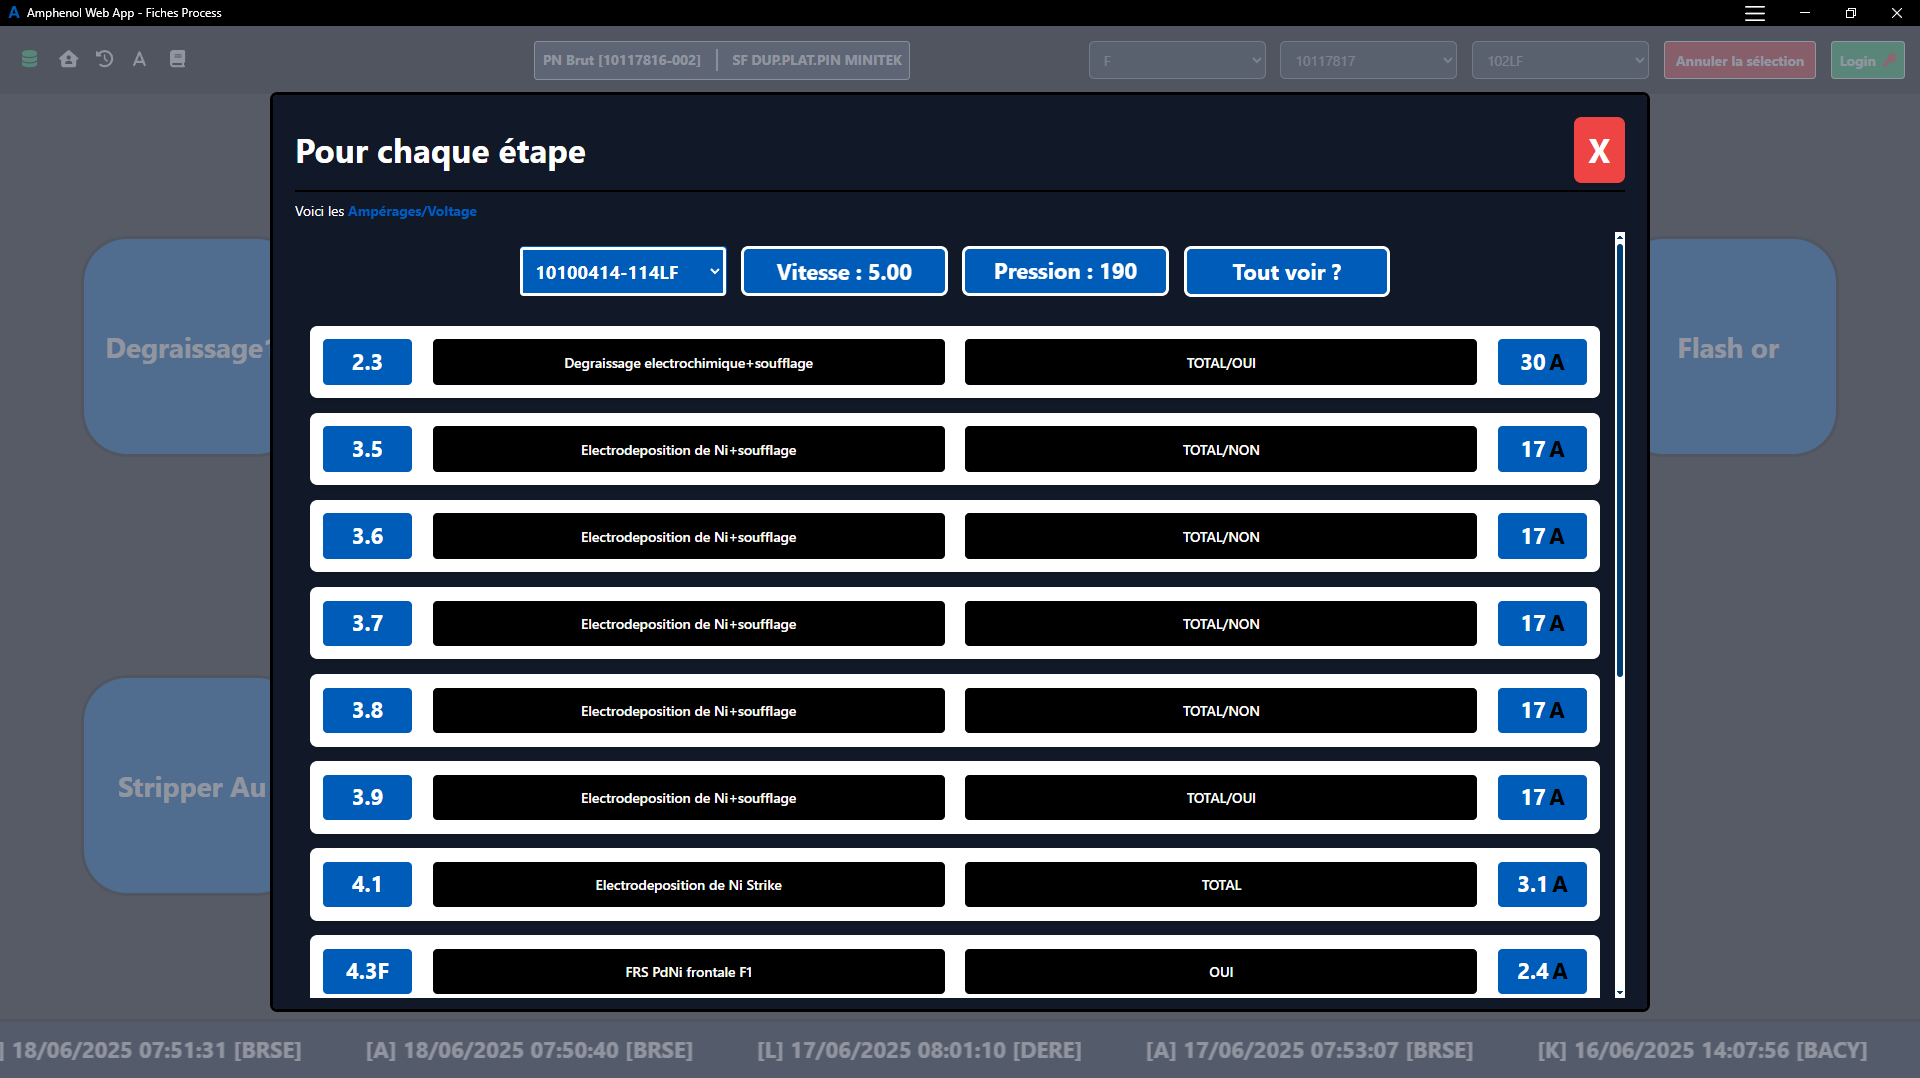 A Amphenol Web App - Fiches Process
A
PN Brut [10117816-002] SF DUP.PLAT.PIN MINITEK
F
10117817
102LF
Annuler la sélection
Login
Pour chaque étape
X
Voici les Ampérages/Voltage
10100414-114LF
Vitesse : 5.00
Pression : 190
Tout voir ?
2.3 Degraissage electrochimique+soufflage TOTAL/OUI 30 A
3.5 Electrodeposition de Ni+soufflage TOTAL/NON 17 A
3.6 Electrodeposition de Ni+soufflage TOTAL/NON 17 A
3.7 Electrodeposition de Ni+soufflage TOTAL/NON 17 A
3.8 Electrodeposition de Ni+soufflage TOTAL/NON 17 A
3.9 Electrodeposition de Ni+soufflage TOTAL/OUI 17 A
4.1 Electrodeposition de Ni Strike TOTAL 3.1 A
4.3F FRS PdNi frontale F1 OUI 2.4 A
Degraissage
Flash or
Stripper Au
] 18/06/2025 07:51:31 [BRSE] [A] 18/06/2025 07:50:40 [BRSE] [L] 17/06/2025 08:01:10 [DERE] [A] 17/06/2025 07:53:07 [BRSE] [K] 16/06/2025 14:07:56 [BACY]